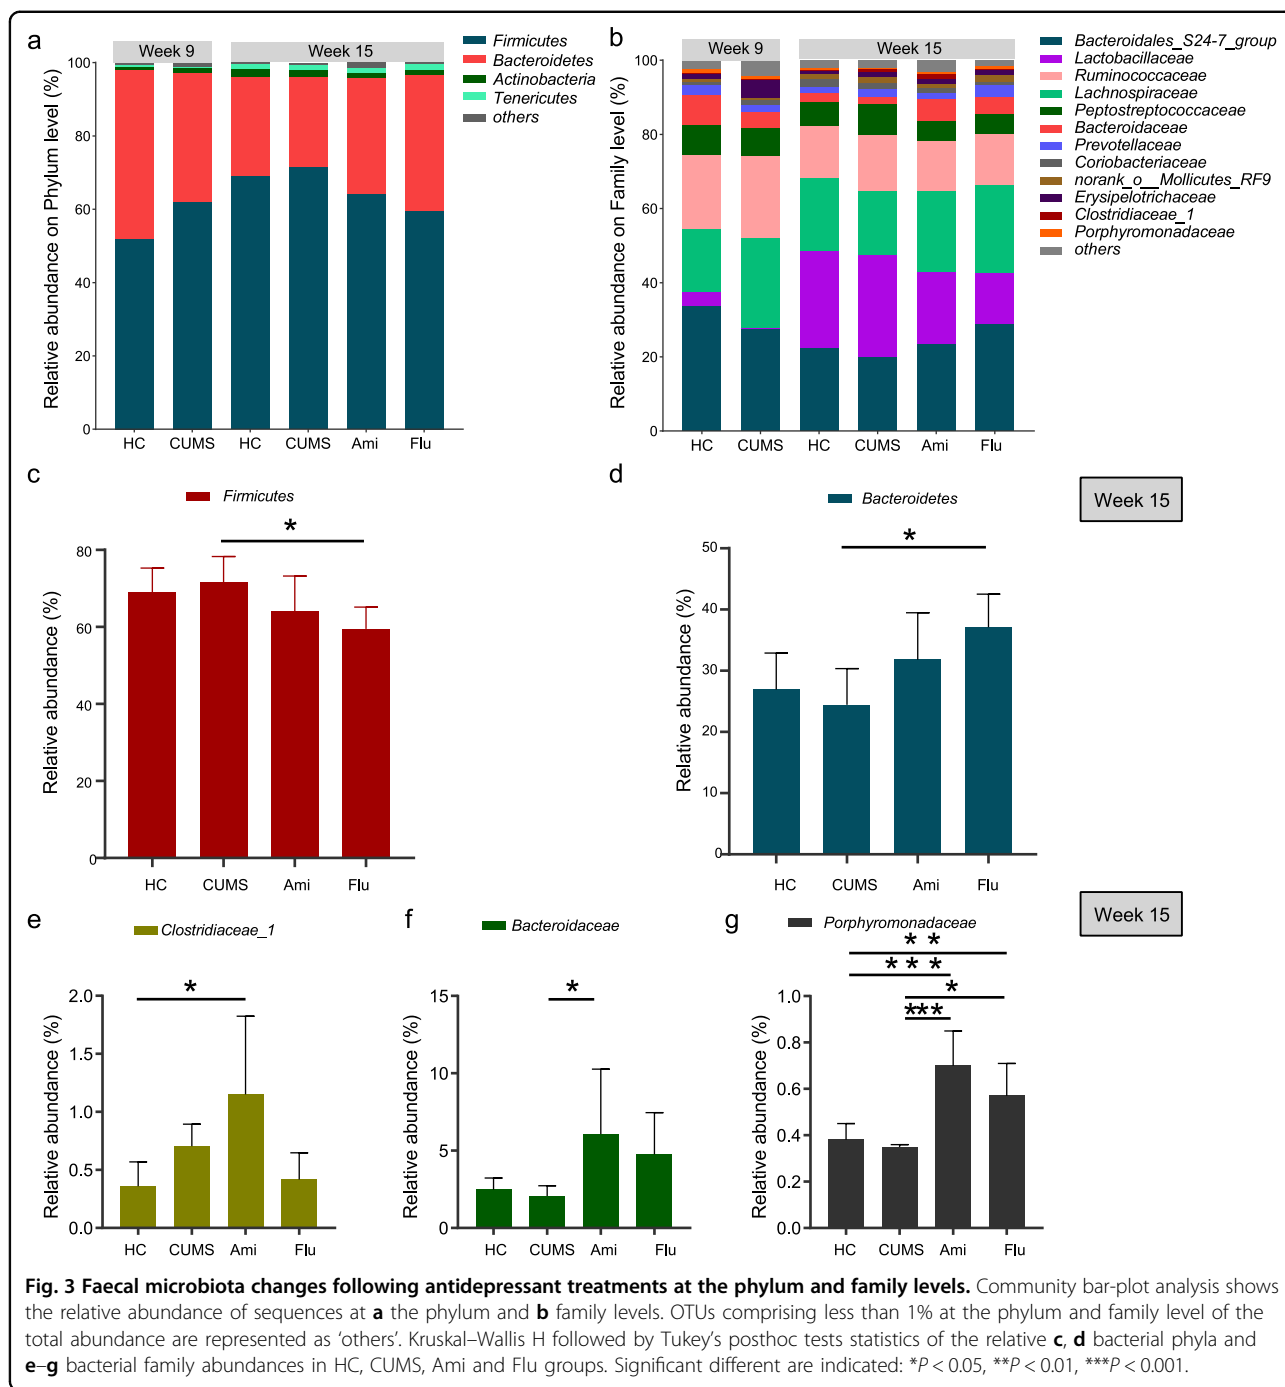 a
Week 9 Week 15
Firmicutes
Bacteroidetes
Actinobacteria
Tenericutes
others
Relative abundance on Phylum level (%)
100
80
60
40
20
0
HC CUMS HC CUMS Ami Flu
b
Week 9 Week 15
Bacteroidales_S24-7_group
Lactobacillaceae
Ruminococcaceae
Lachnospiraceae
Peptostreptococcaceae
Bacteroidaceae
Prevotellaceae
Coriobacteriaceae
norank_o__Mollicutes_RF9
Erysipelotrichaceae
Clostridiaceae_1
Porphyromonadaceae
others
Relative abundance on Family level (%)
100
80
60
40
20
0
HC CUMS HC CUMS Ami Flu
c
Firmicutes
*
Relative abundance (%)
80
60
40
20
0
HC CUMS Ami Flu
d
Bacteroidetes
Week 15
*
Relative abundance (%)
50
40
30
20
10
0
HC CUMS Ami Flu
e
Clostridiaceae_1
*
Relative abundance (%)
2.0
1.5
1.0
0.5
0.0
HC CUMS Ami Flu
f
Bacteroidaceae
*
Relative abundance (%)
15
10
5
0
HC CUMS Ami Flu
g
Porphyromonadaceae
Week 15
* *
* * *
*
***
Relative abundance (%)
1.0
0.8
0.6
0.4
0.2
0.0
HC CUMS Ami Flu
Fig. 3 Faecal microbiota changes following antidepressant treatments at the phylum and family levels. Community bar-plot analysis shows
the relative abundance of sequences at a the phylum and b family levels. OTUs comprising less than 1% at the phylum and family level of the
total abundance are represented as ‘others’. Kruskal–Wallis H followed by Tukey’s posthoc tests statistics of the relative c, d bacterial phyla and
e–g bacterial family abundances in HC, CUMS, Ami and Flu groups. Significant different are indicated: *P < 0.05, **P < 0.01, ***P < 0.001.